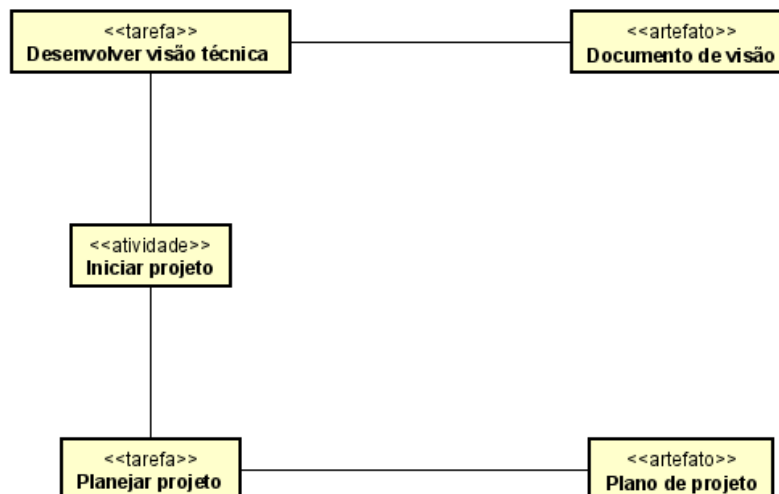 <<tarefa>>
Desenvolver visão técnica
<<artefato>>
Documento de visão
<<atividade>>
Iniciar projeto
<<tarefa>>
Planejar projeto
<<artefato>>
Plano de projeto